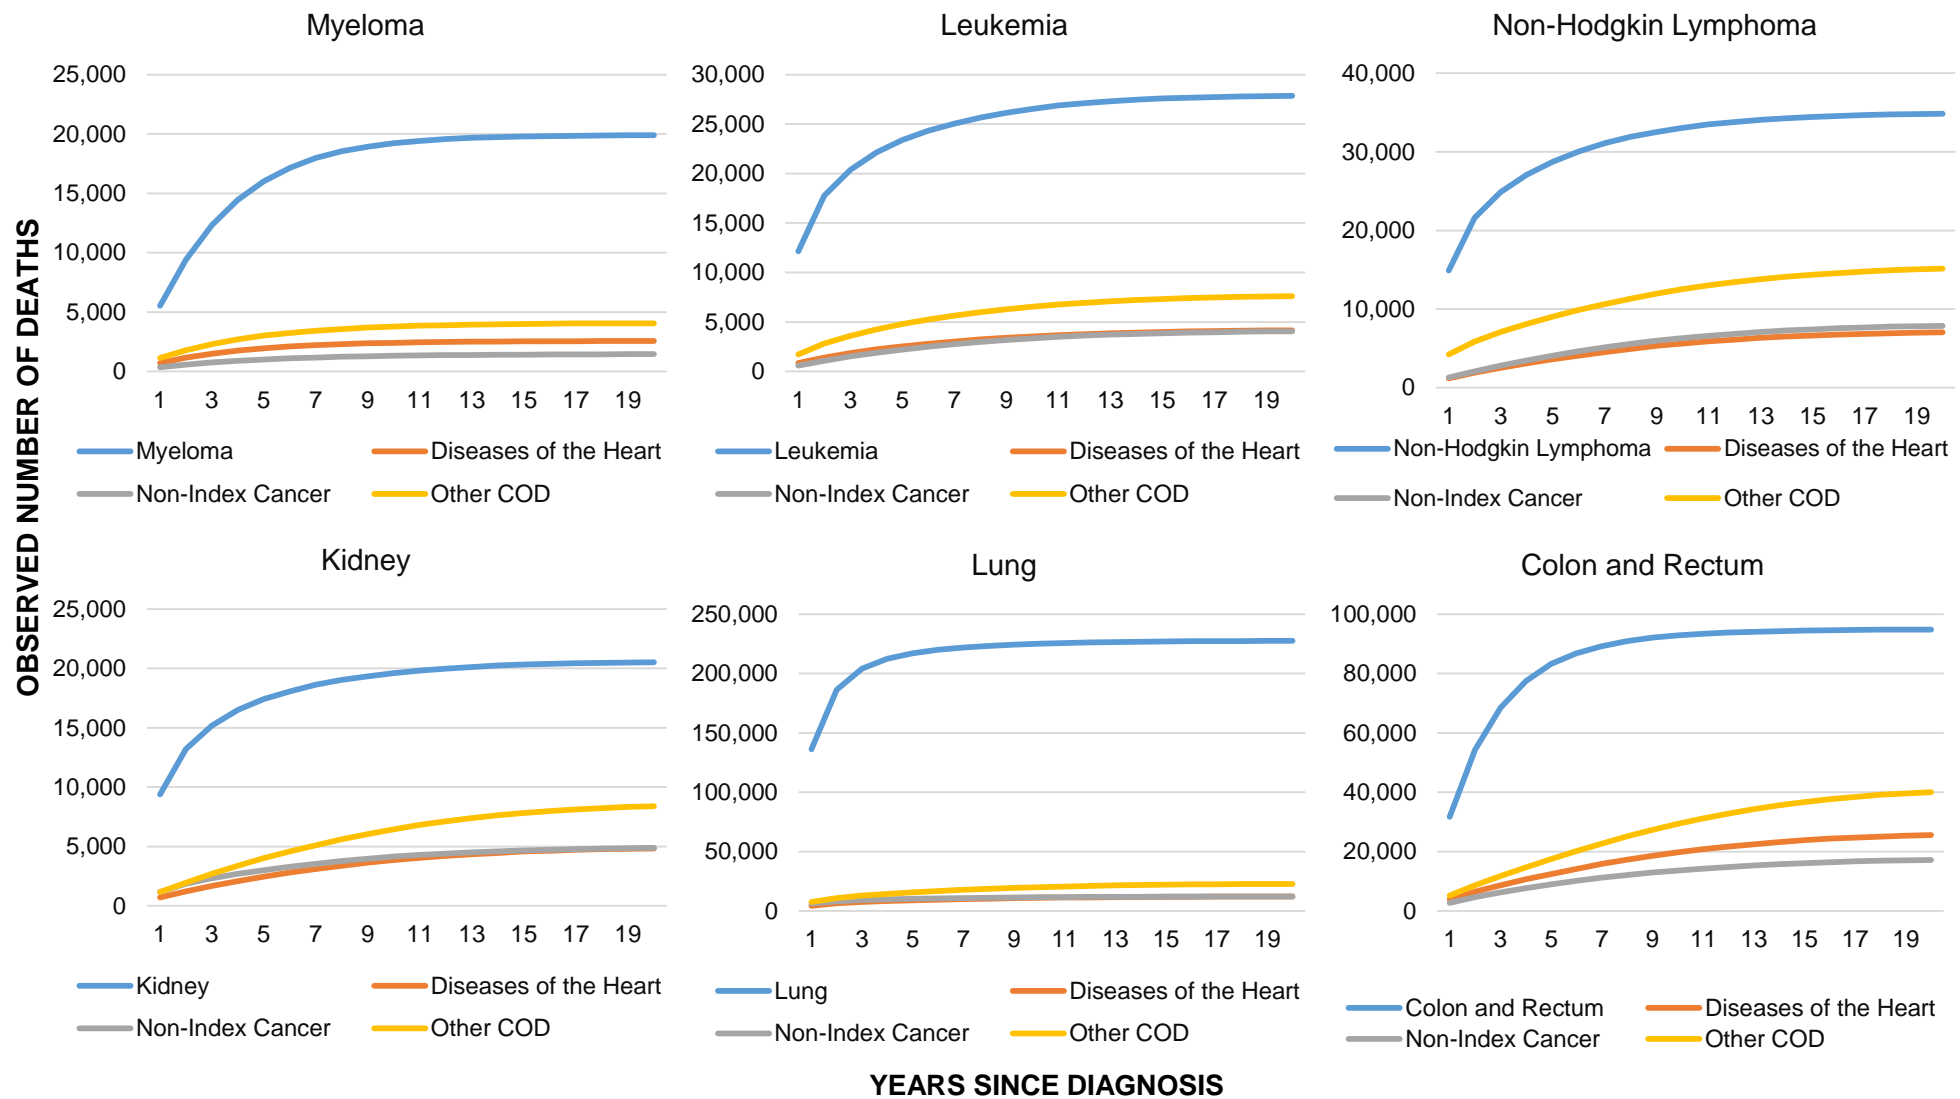 Myeloma
25,000
20,000
15,000
10,000
5,000
0
1 3 5 7 9 11 13 15 17 19
Myeloma Diseases of the Heart
Non-Index Cancer Other COD
Leukemia
30,000
25,000
20,000
15,000
10,000
5,000
0
1 3 5 7 9 11 13 15 17 19
Leukemia Diseases of the Heart
Non-Index Cancer Other COD
Non-Hodgkin Lymphoma
40,000
30,000
20,000
10,000
0
1 3 5 7 9 11 13 15 17 19
Non-Hodgkin Lymphoma Diseases of the Heart
Non-Index Cancer Other COD
OBSERVED NUMBER OF DEATHS
Kidney
25,000
20,000
15,000
10,000
5,000
0
1 3 5 7 9 11 13 15 17 19
Kidney Diseases of the Heart
Non-Index Cancer Other COD
Lung
250,000
200,000
150,000
100,000
50,000
0
1 3 5 7 9 11 13 15 17 19
Lung Diseases of the Heart
Non-Index Cancer Other COD
Colon and Rectum
100,000
80,000
60,000
40,000
20,000
0
1 3 5 7 9 11 13 15 17 19
Colon and Rectum Diseases of the Heart
Non-Index Cancer Other COD
YEARS SINCE DIAGNOSIS